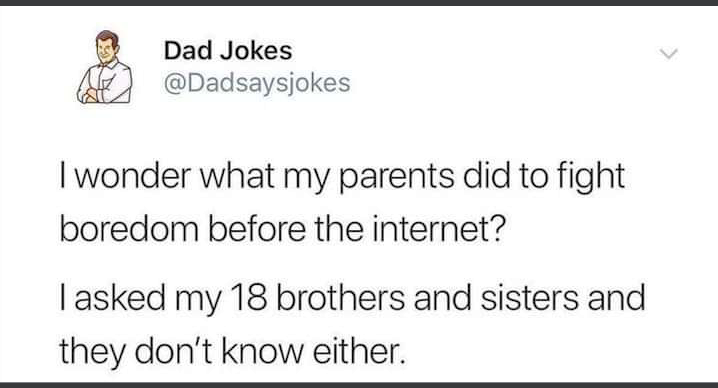 Dad Jokes
@Dadsaysjokes
I wonder what my parents did to fight
boredom before the internet?
I asked my 18 brothers and sisters and
they don't know either.